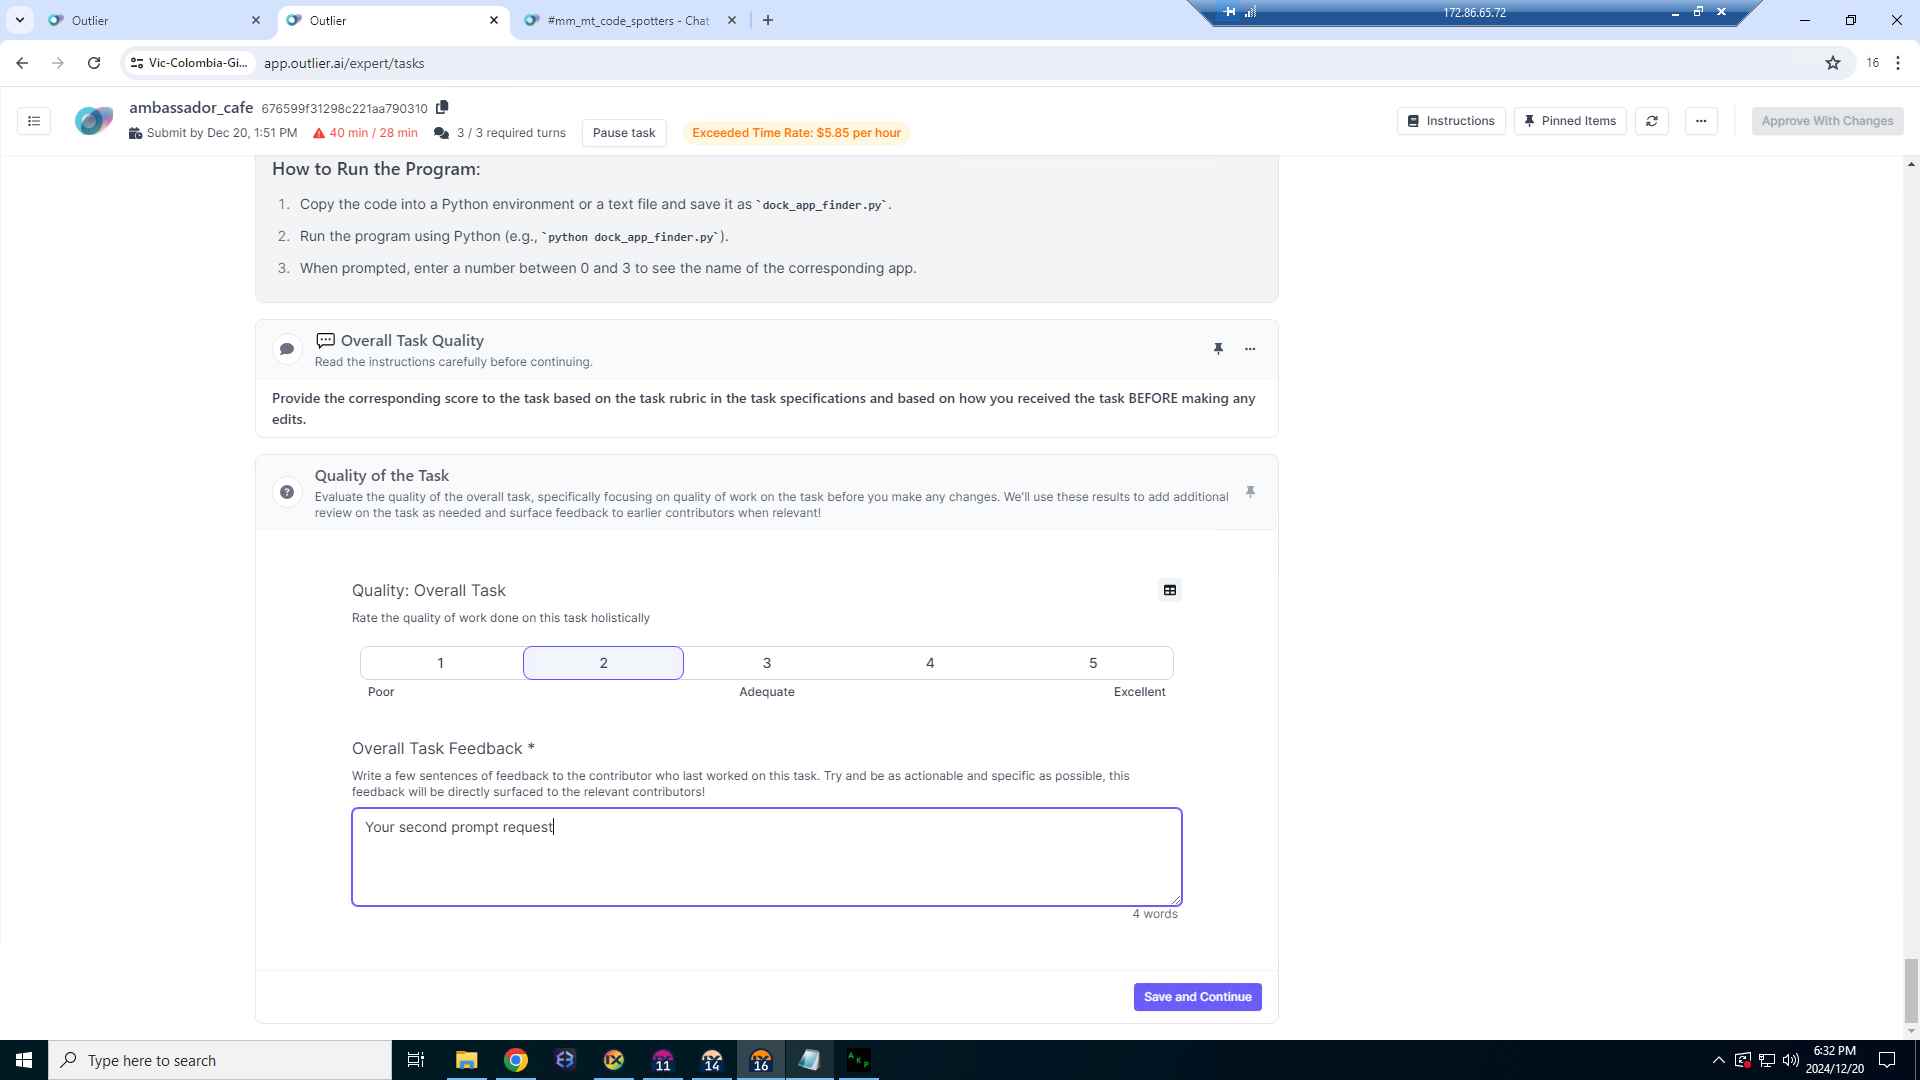 Outlier
Outlier
#mm_mt_code_spotters - Chat
172.86.65.72
Vic-Colombia-Gi...
app.outlier.ai/expert/tasks
16
ambassador_cafe 676599f31298c221aa790310
Submit by Dec 20, 1:51 PM
40 min / 28 min
3 / 3 required turns
Pause task
Exceeded Time Rate: $5.85 per hour
Instructions
Pinned Items
Approve With Changes
How to Run the Program:
1. Copy the code into a Python environment or a text file and save it as `dock_app_finder.py`.
2. Run the program using Python (e.g., `python dock_app_finder.py`).
3. When prompted, enter a number between 0 and 3 to see the name of the corresponding app.
Overall Task Quality
Read the instructions carefully before continuing.
Provide the corresponding score to the task based on the task rubric in the task specifications and based on how you received the task BEFORE making any
edits.
Quality of the Task
Evaluate the quality of the overall task, specifically focusing on quality of work on the task before you make any changes. We'll use these results to add additional
review on the task as needed and surface feedback to earlier contributors when relevant!
Quality: Overall Task
Rate the quality of work done on this task holistically
1 2 3 4 5
Poor Adequate Excellent
Overall Task Feedback *
Write a few sentences of feedback to the contributor who last worked on this task. Try and be as actionable and specific as possible, this
feedback will be directly surfaced to the relevant contributors!
Your second prompt request
4 words
Save and Continue
Type here to search
11
14
16
AKP
6:32 PM
2024/12/20